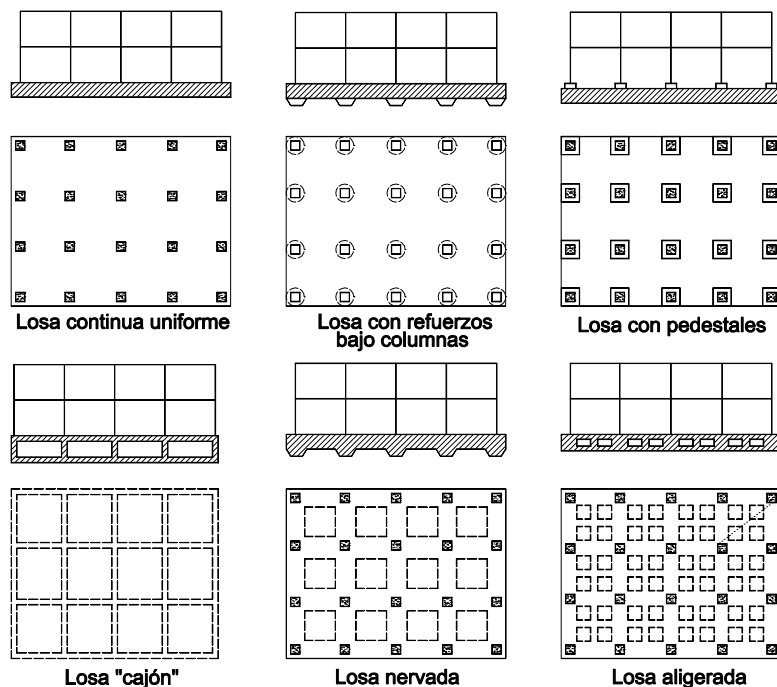 Losa continua uniforme
Losa con refuerzos
bajo columnas
Losa con pedestales
Losa "cajón"
Losa nervada
Losa aligerada